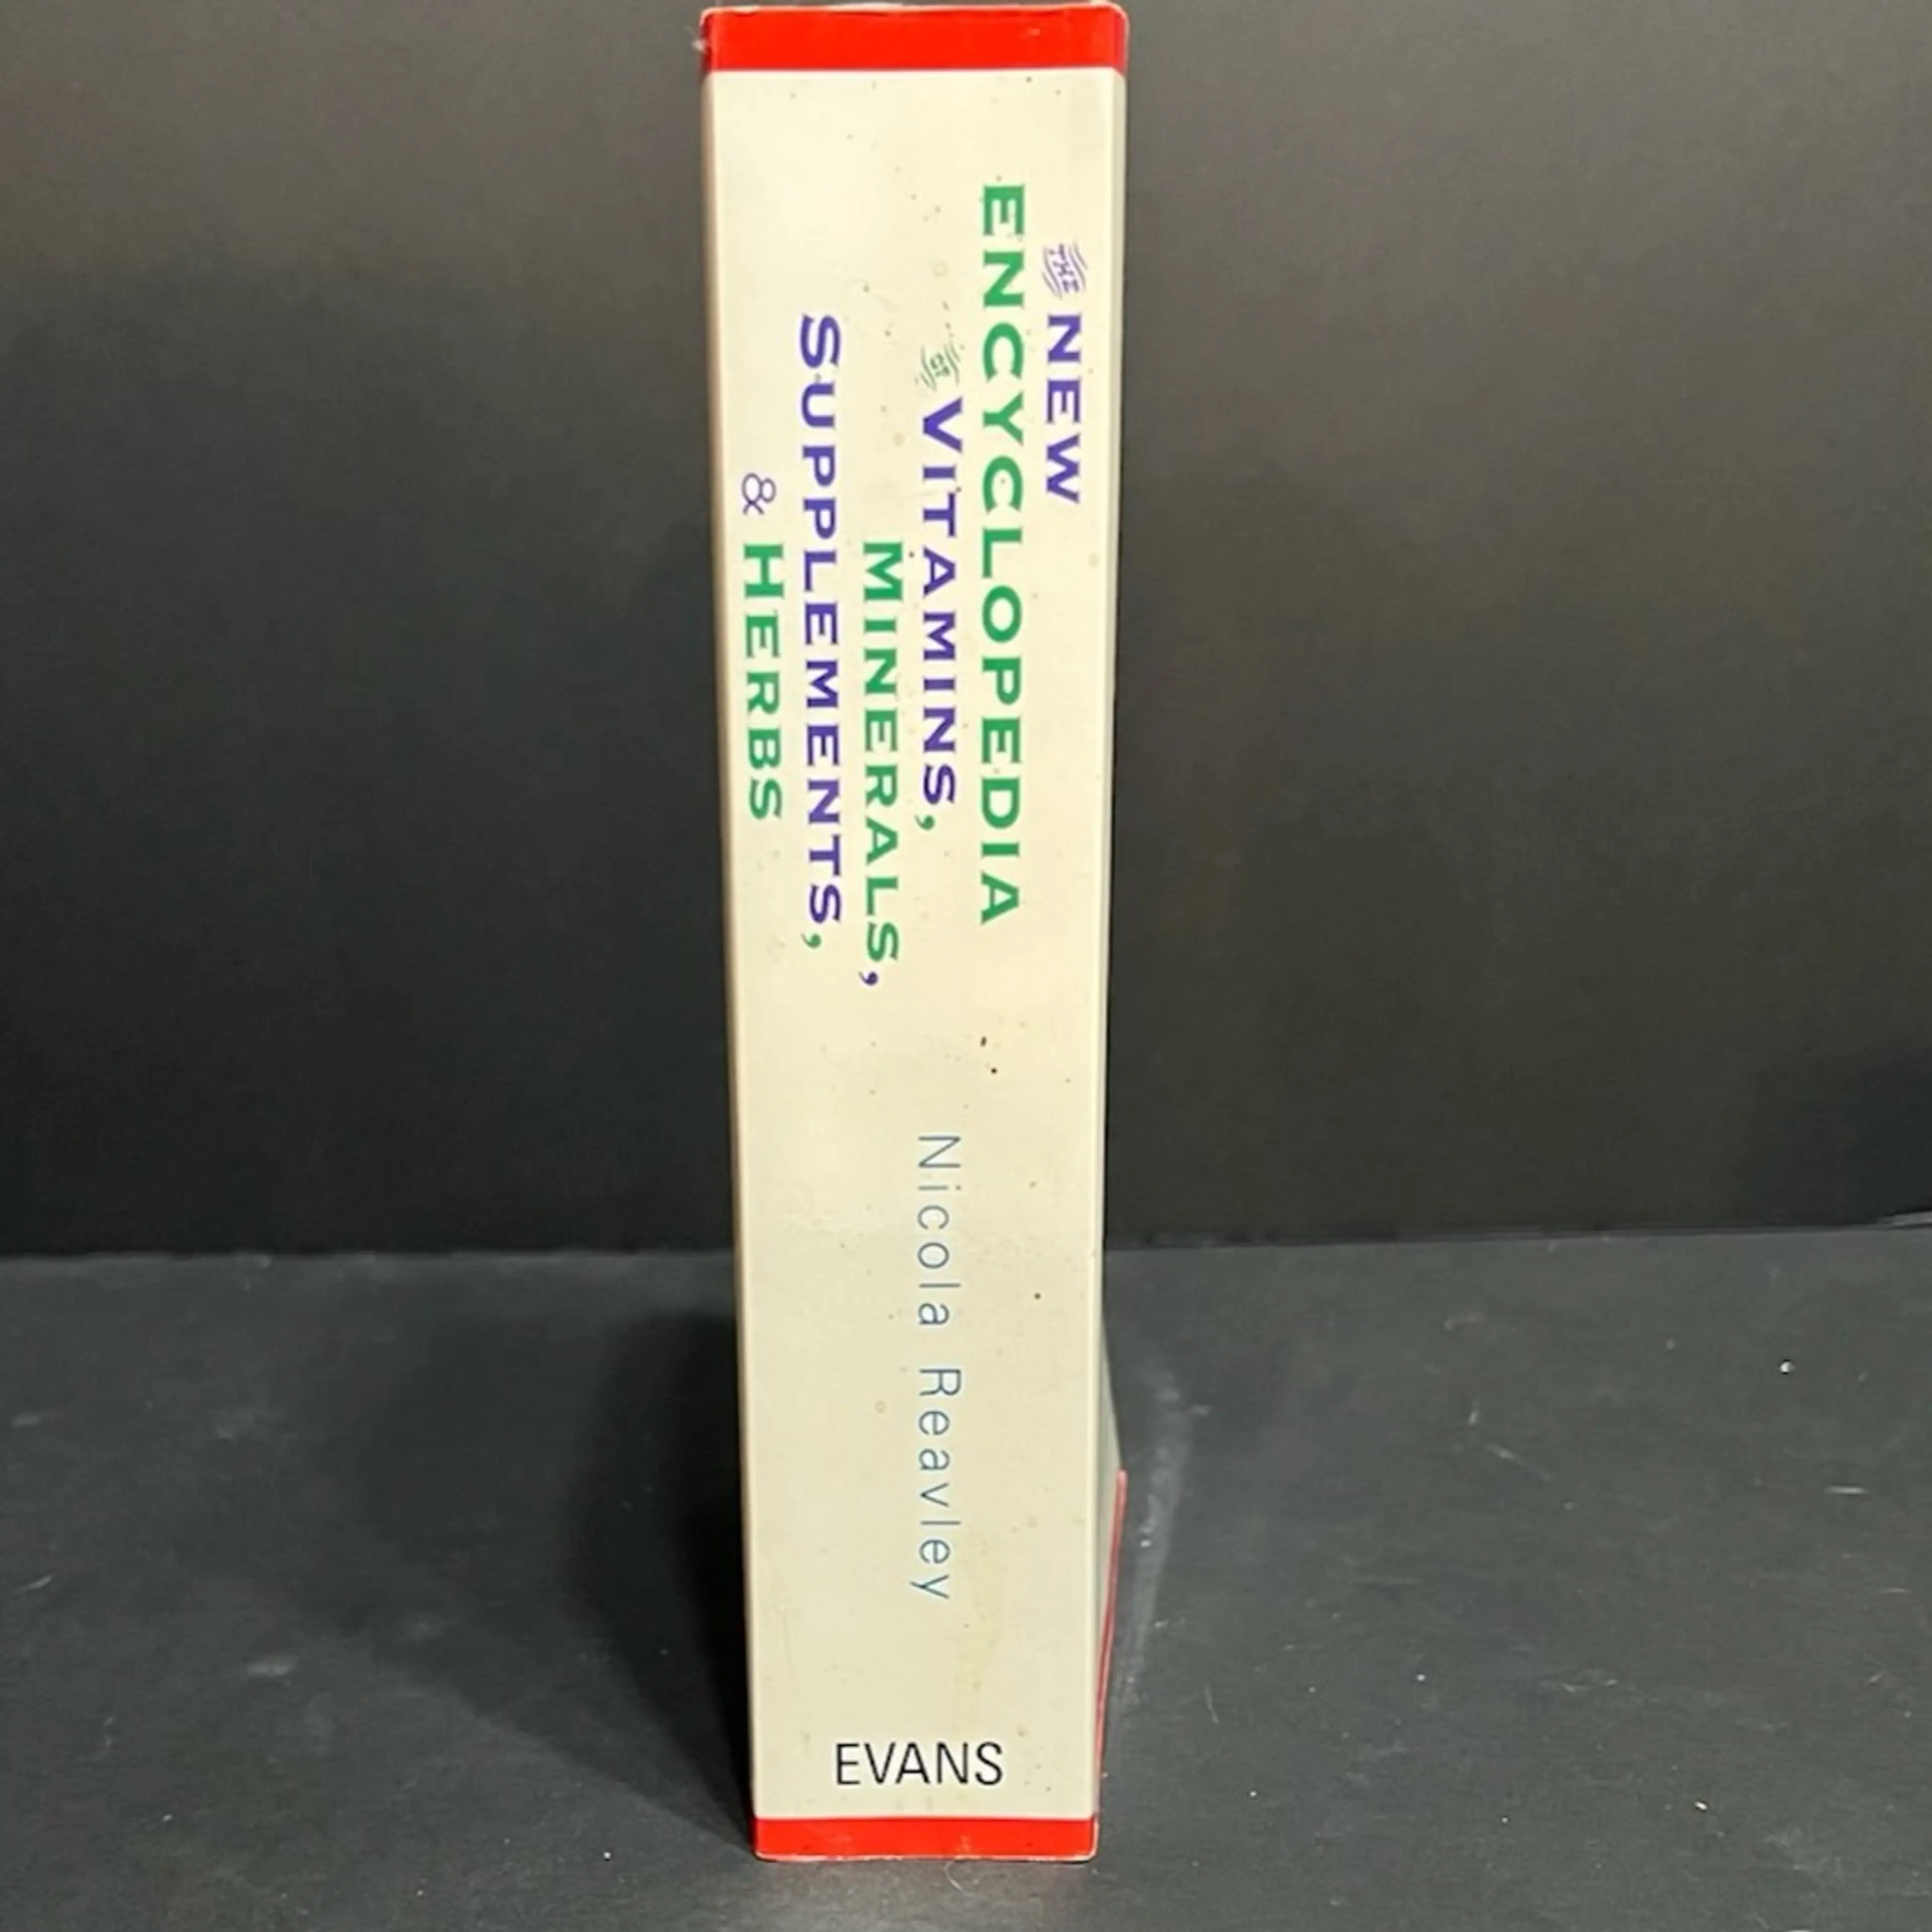 THE NEW
ENCYCLOPEDIA
OF VITAMINS,
MINERALS,
SUPPLEMENTS,
& HERBS
Nicola Reavley
EVANS